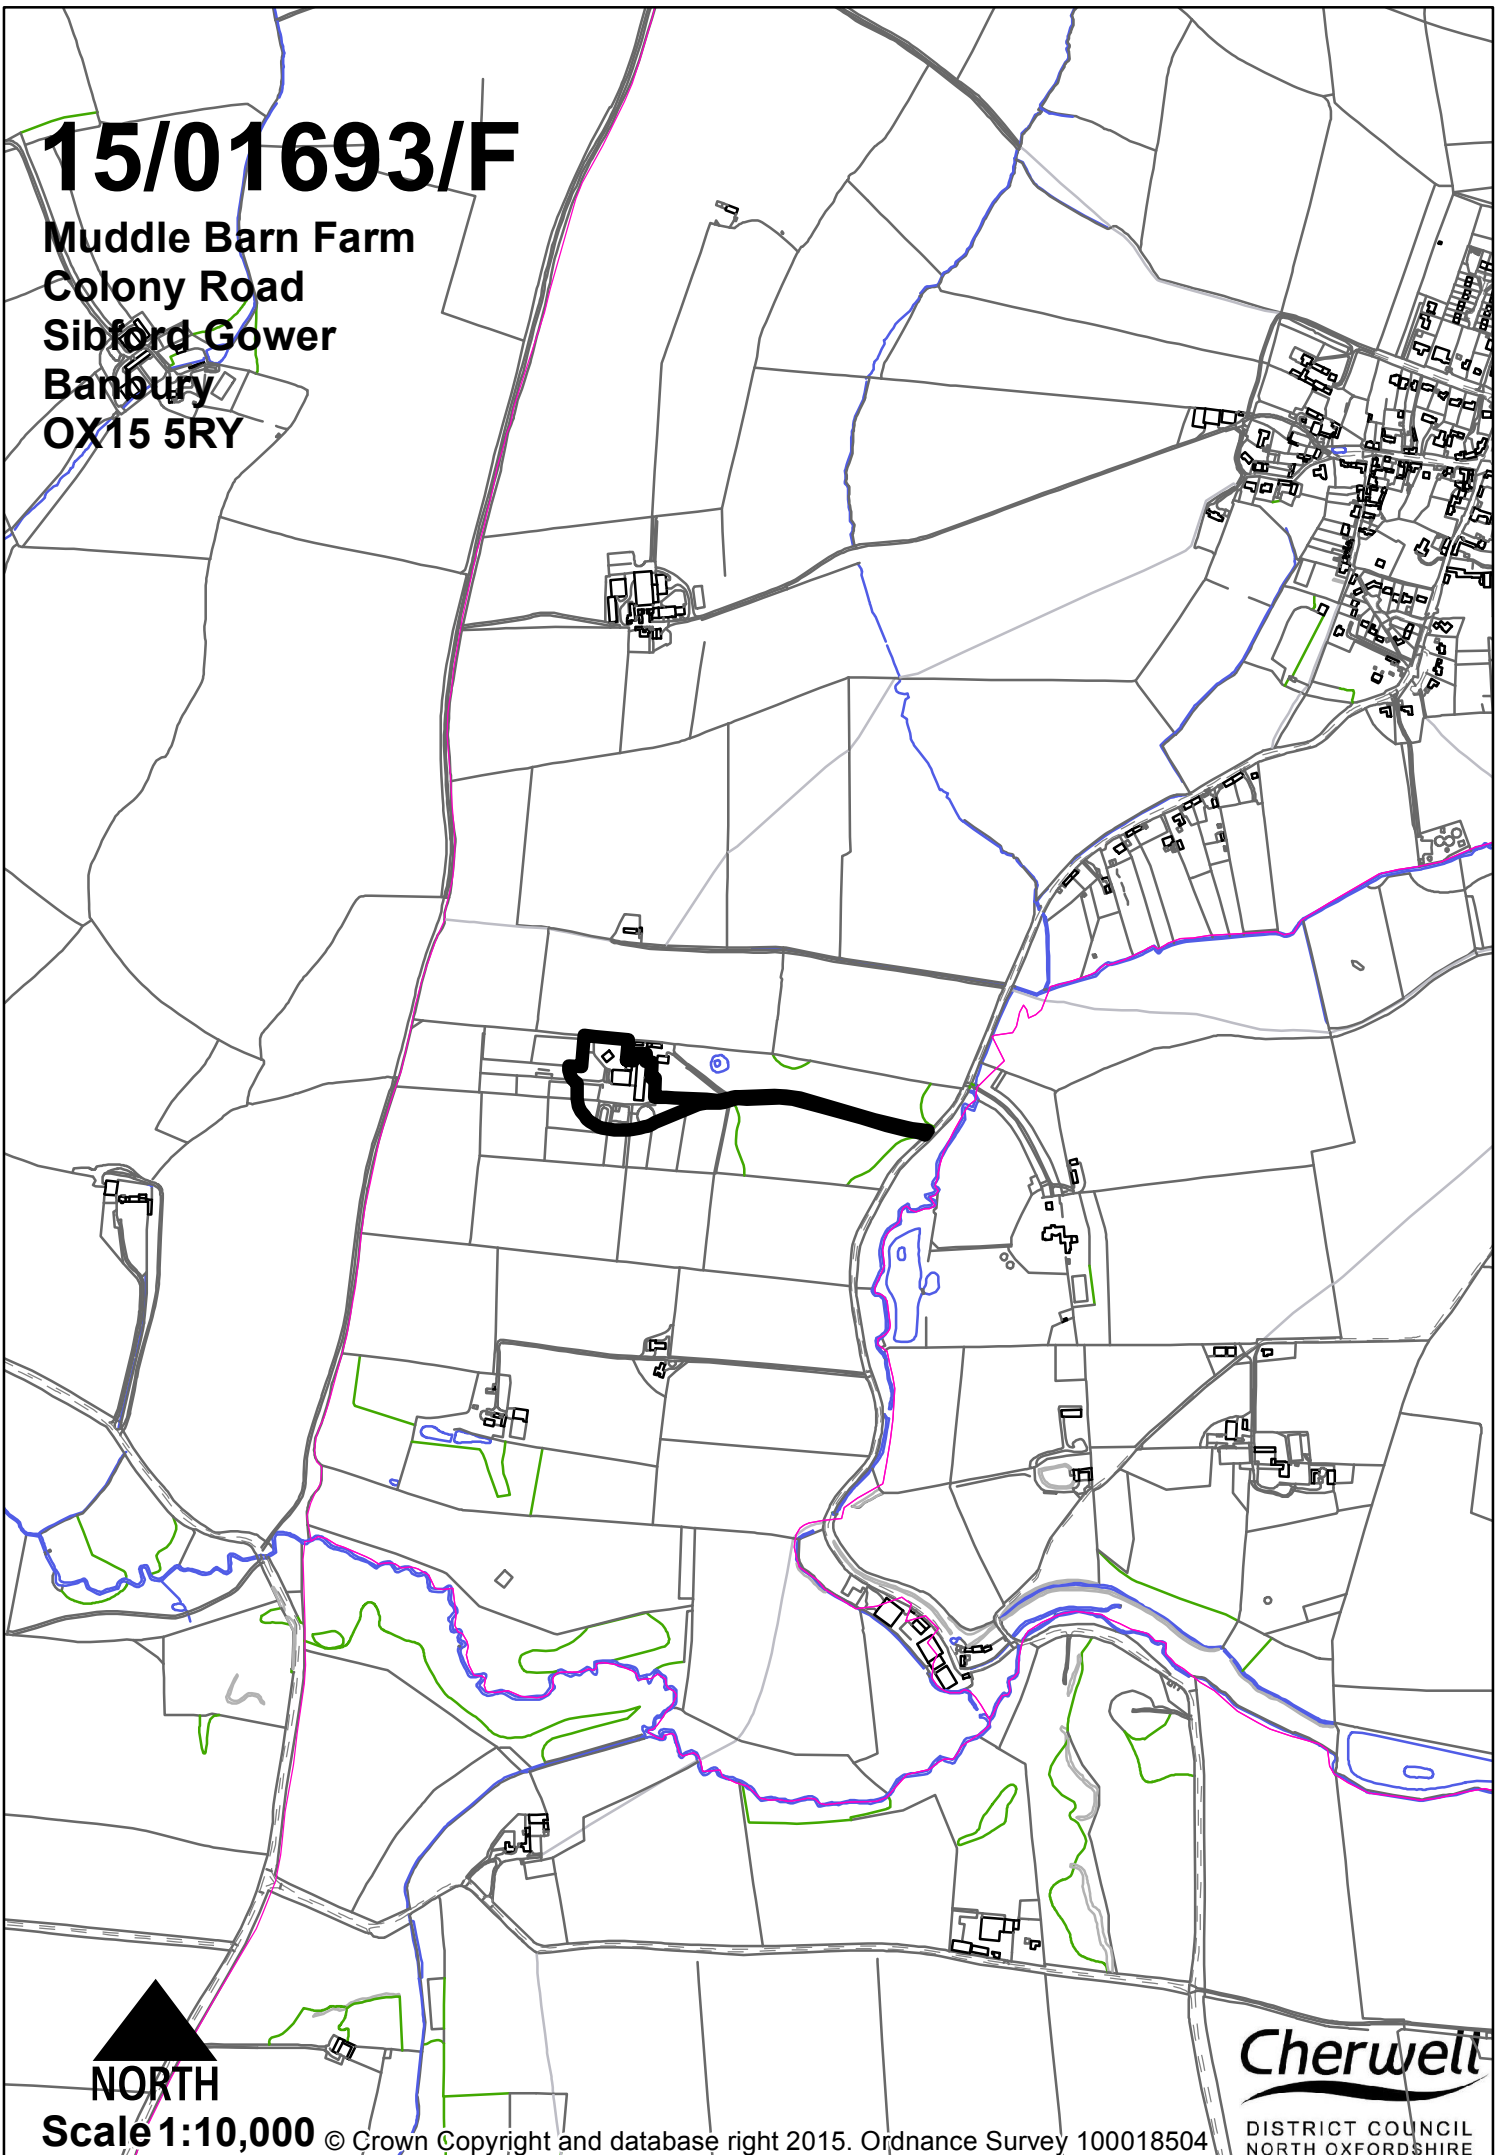 15/01693/F
Muddle Barn Farm
Colony Road
Sibford Gower
Banbury
OX15 5RY
NORTH
Scale 1:10,000
© Crown Copyright and database right 2015. Ordnance Survey 100018504
Cherwell
DISTRICT COUNCIL
NORTH OXFORDSHIRE